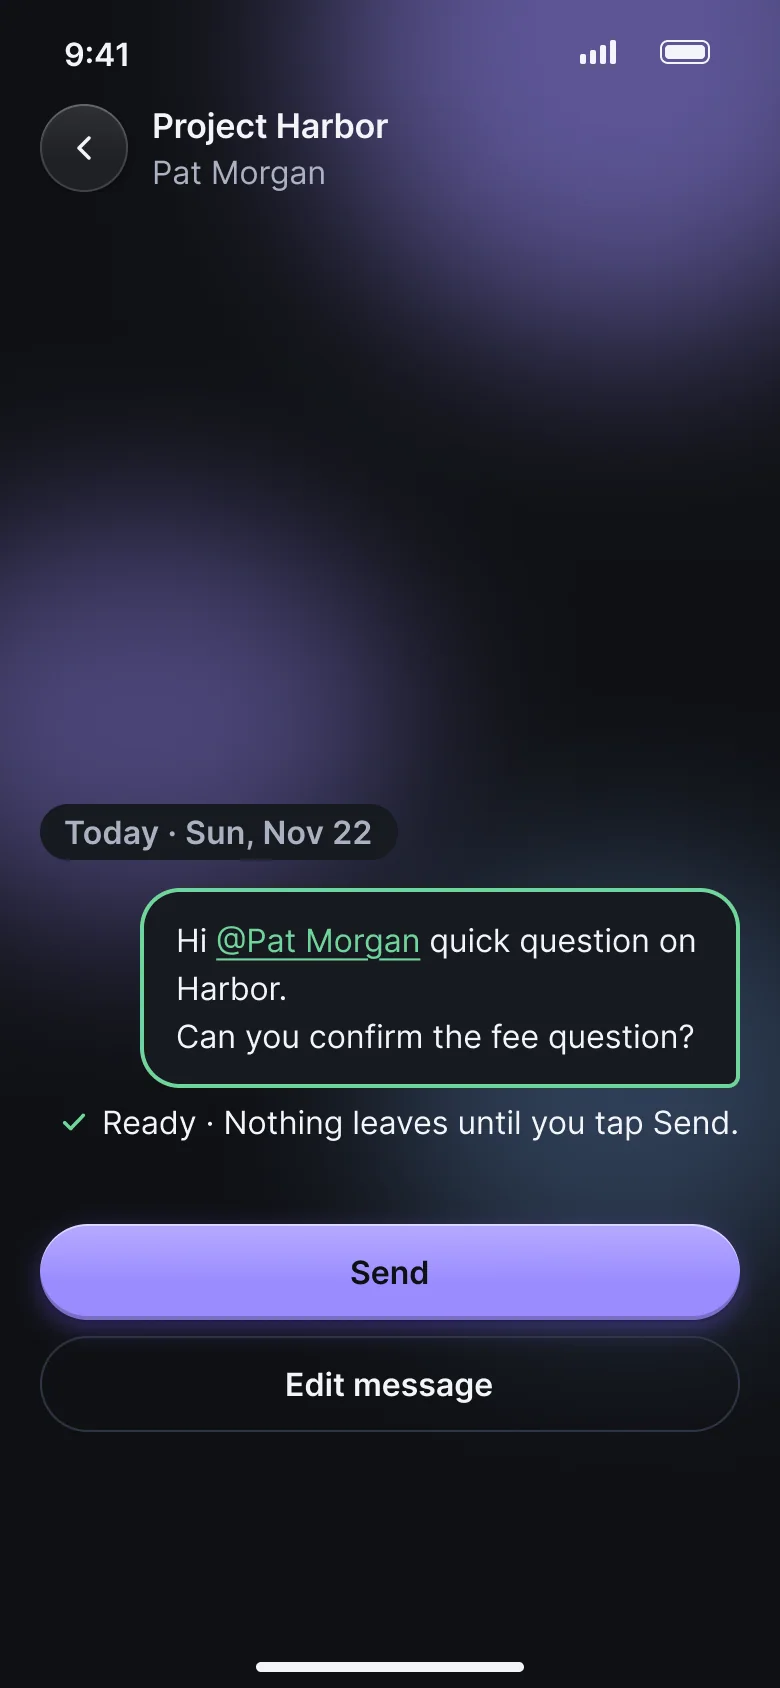 9:41
Project Harbor
Pat Morgan
Today · Sun, Nov 22
Hi @Pat Morgan quick question on
Harbor.
Can you confirm the fee question?
Ready · Nothing leaves until you tap Send.
Send
Edit message